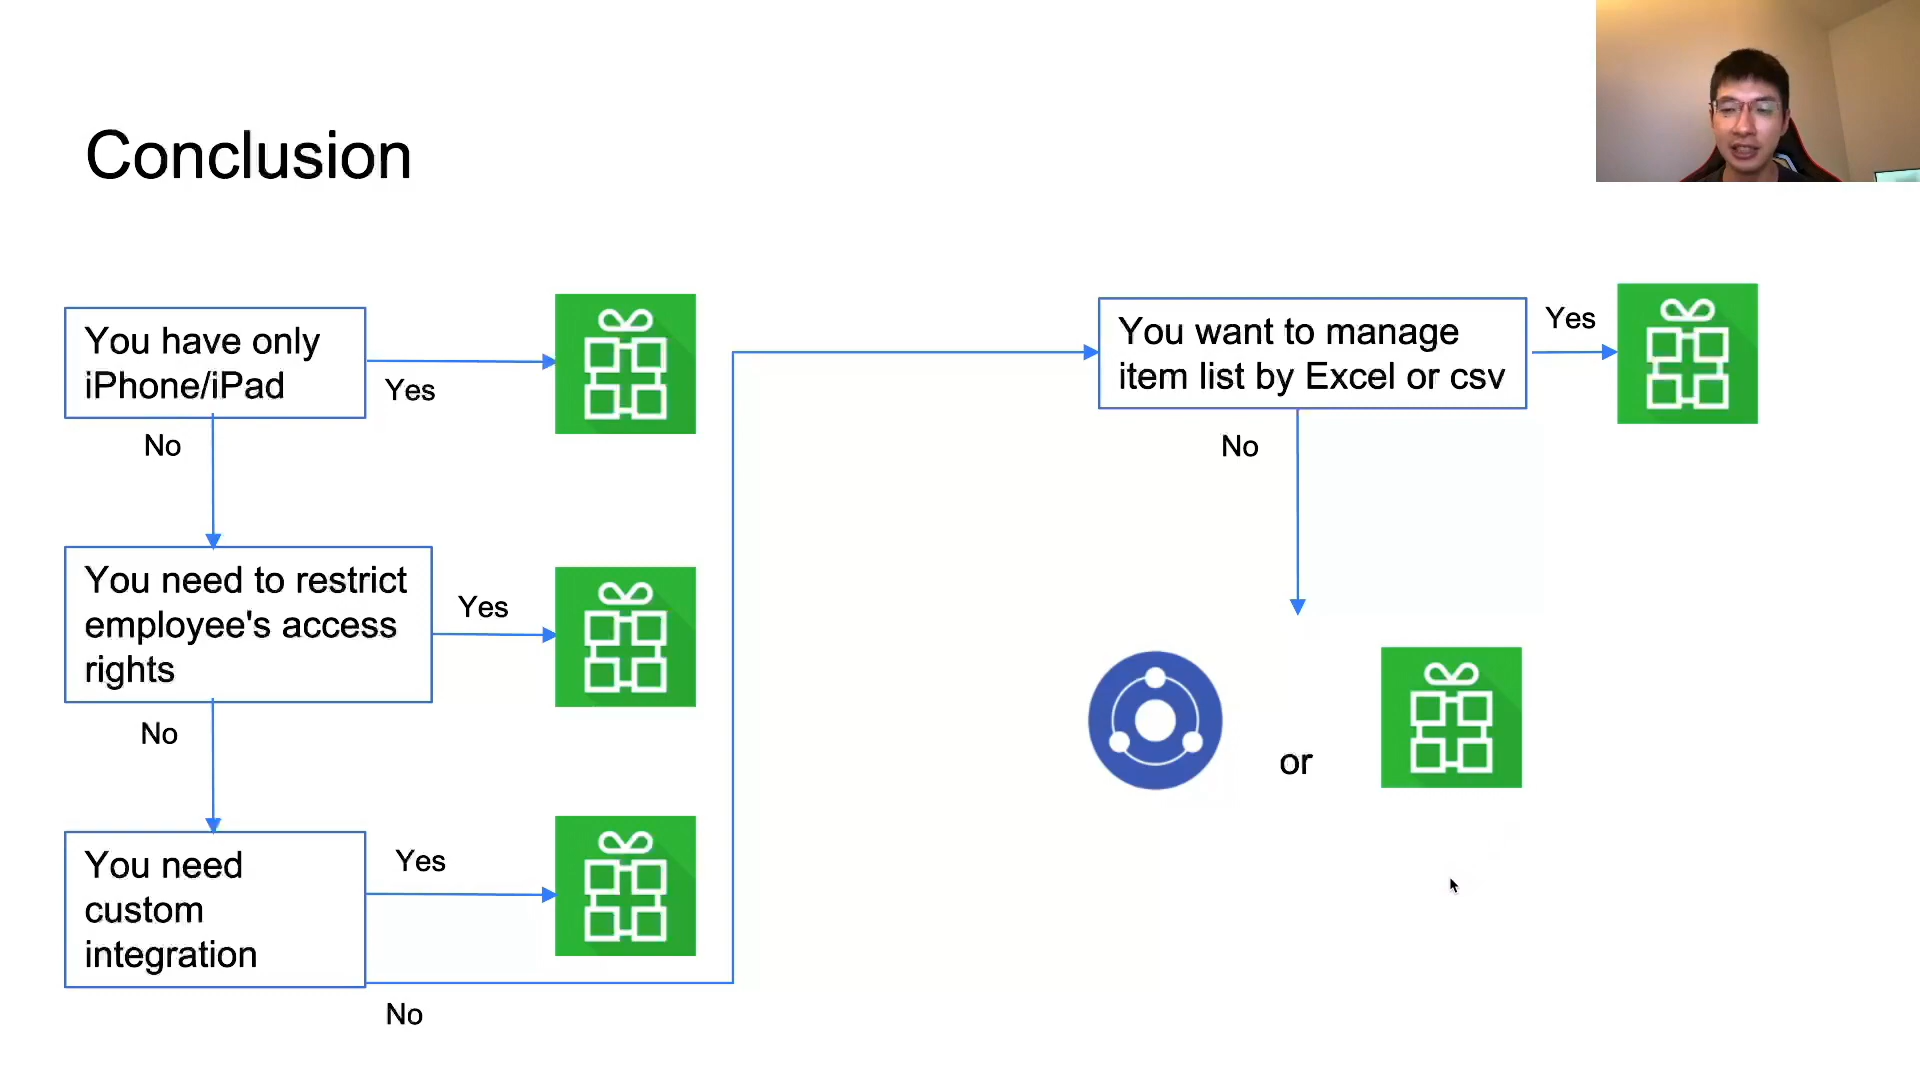 Conclusion
You have only
iPhone/iPad
Yes
No
You need to restrict
employee's access
rights
Yes
No
You need
custom
integration
Yes
No
You want to manage
item list by Excel or csv
Yes
No
or